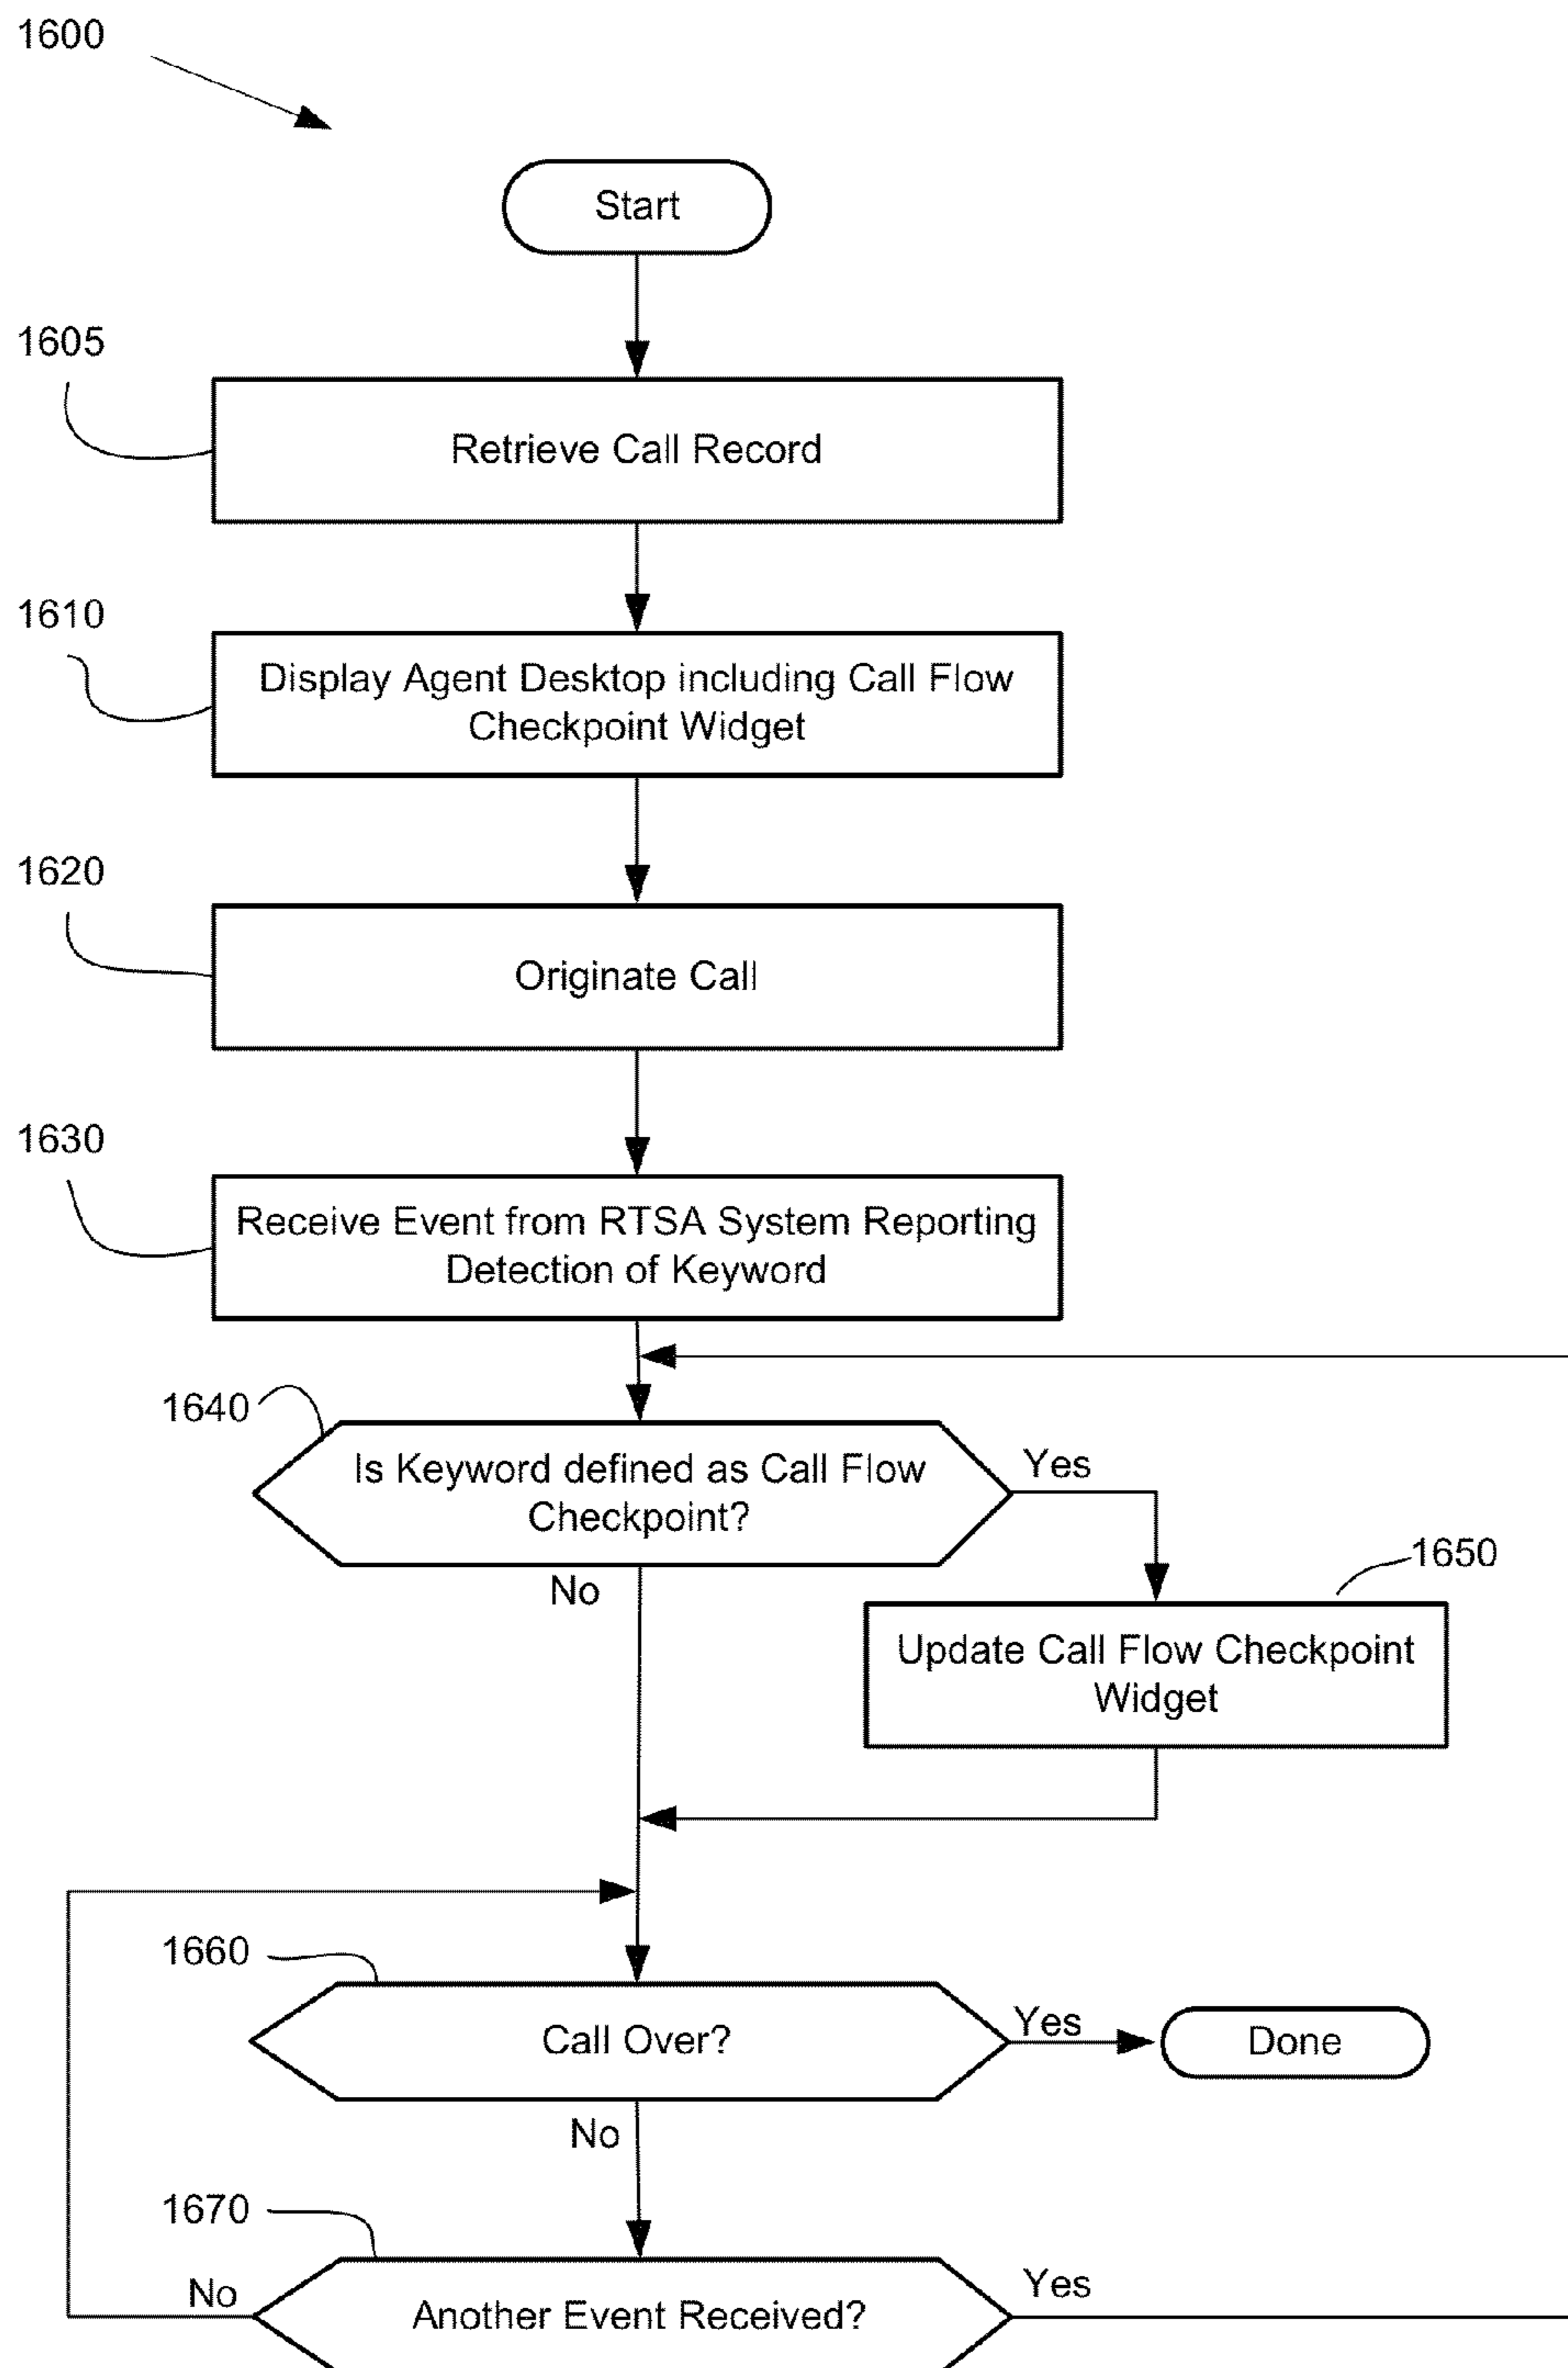 1600
Start
1605
Retrieve Call Record
1610
Display Agent Desktop including Call Flow
Checkpoint Widget
1620
Originate Call
1630
Receive Event from RTSA System Reporting
Detection of Keyword
1640
Is Keyword defined as Call Flow
Checkpoint?
Yes
No
1650
Update Call Flow Checkpoint
Widget
1660
Call Over?
Yes
Done
No
1670
Another Event Received?
No
Yes